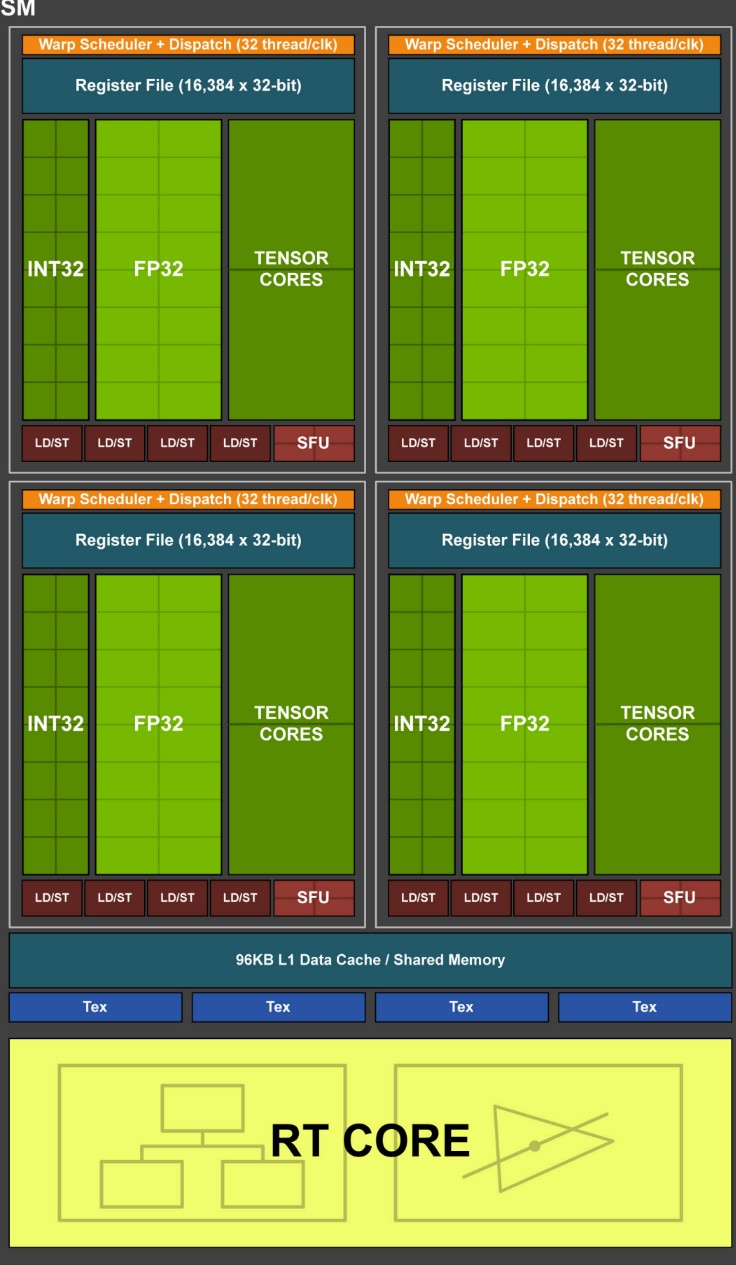 SM
Warp Scheduler + Dispatch (32 thread/clk)
Register File (16,384 x 32-bit)
INT32
FP32
TENSOR
CORES
LD/ST
LD/ST
LD/ST
LD/ST
SFU
Warp Scheduler + Dispatch (32 thread/clk)
Register File (16,384 x 32-bit)
INT32
FP32
TENSOR
CORES
LD/ST
LD/ST
LD/ST
LD/ST
SFU
Warp Scheduler + Dispatch (32 thread/clk)
Register File (16,384 x 32-bit)
INT32
FP32
TENSOR
CORES
LD/ST
LD/ST
LD/ST
LD/ST
SFU
Warp Scheduler + Dispatch (32 thread/clk)
Register File (16,384 x 32-bit)
INT32
FP32
TENSOR
CORES
LD/ST
LD/ST
LD/ST
LD/ST
SFU
96KB L1 Data Cache / Shared Memory
Tex
Tex
Tex
Tex
RT CORE